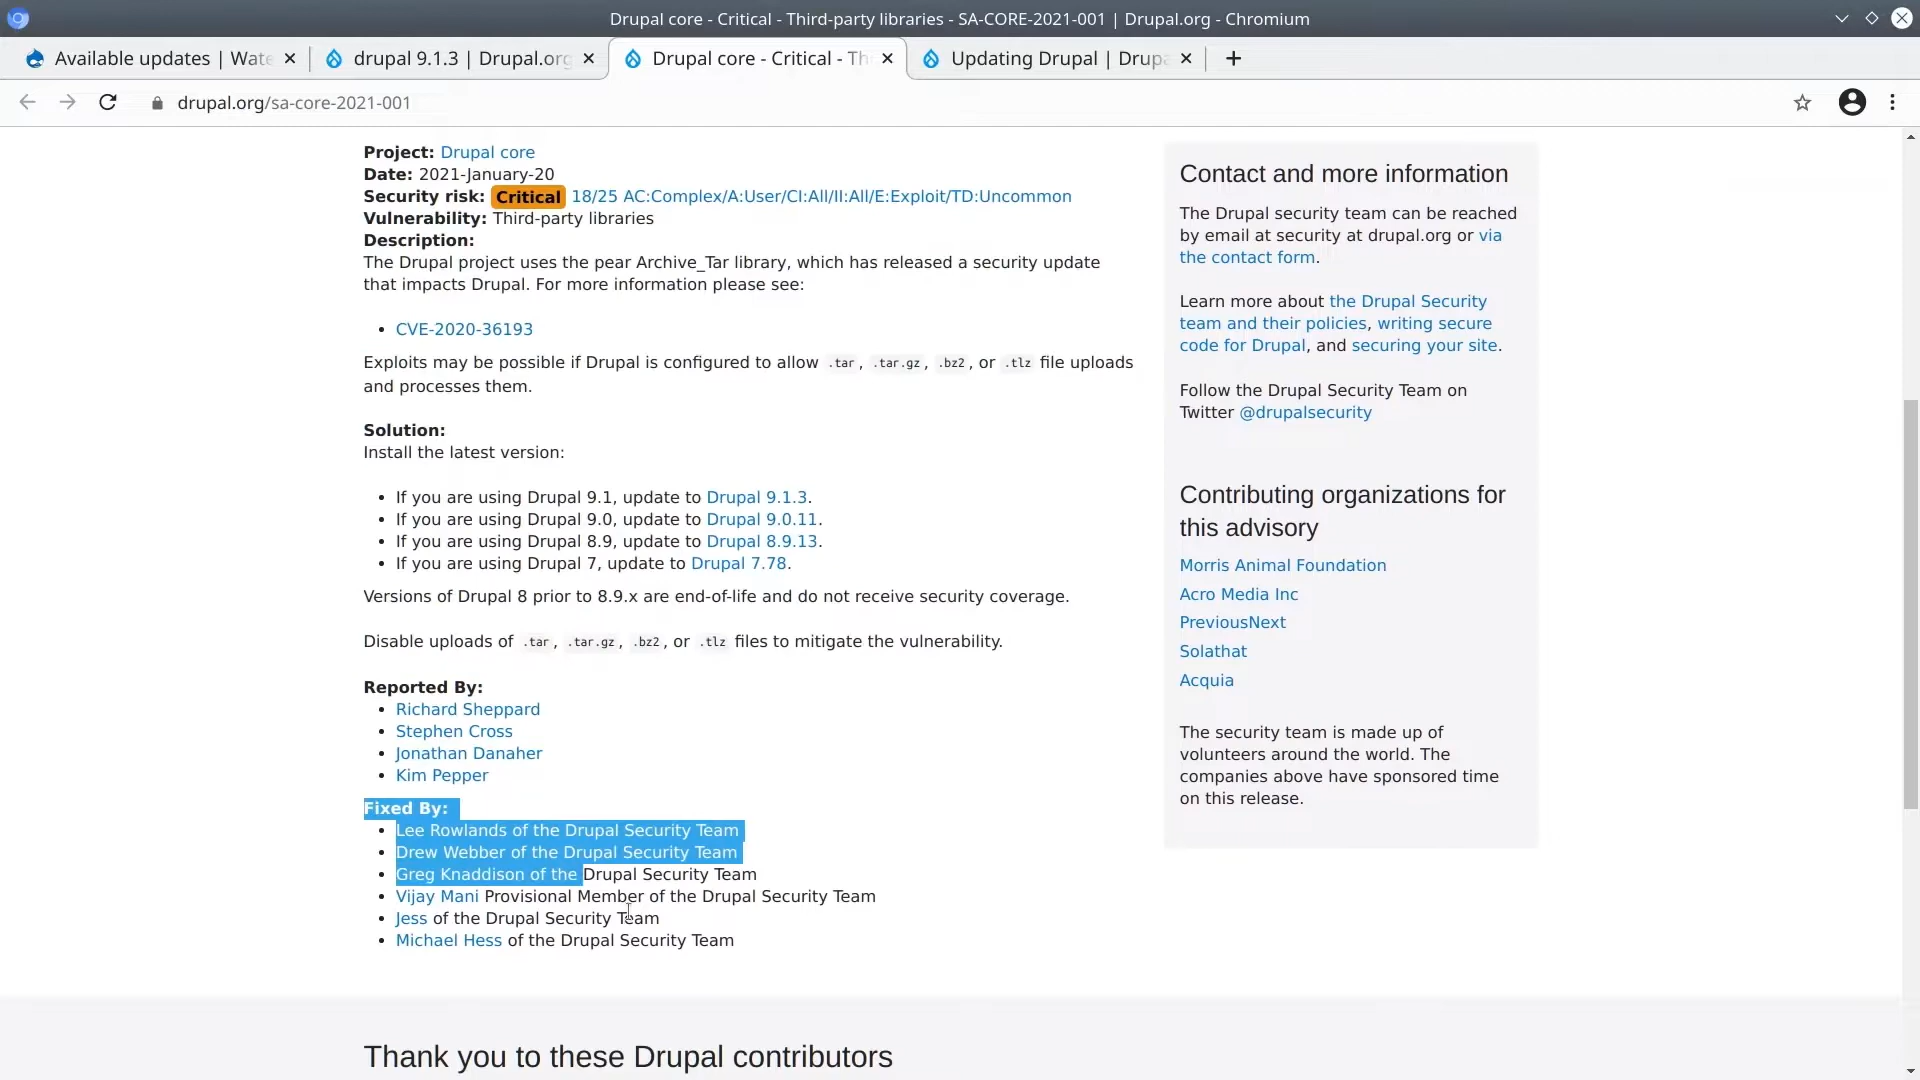 Drupal core - Critical - Third-party libraries - SA-CORE-2021-001 | Drupal.org - Chromium
Available updates | Wate
drupal 9.1.3 | Drupal.org
Drupal core - Critical - Th
Updating Drupal | Drupa
drupal.org/sa-core-2021-001
Project: Drupal core
Date: 2021-January-20
Security risk: Critical 18/25 AC:Complex/A:User/CI:All/II:All/E:Exploit/TD:Uncommon
Vulnerability: Third-party libraries
Description:
The Drupal project uses the pear Archive_Tar library, which has released a security update
that impacts Drupal. For more information please see:
• CVE-2020-36193
Exploits may be possible if Drupal is configured to allow .tar, .tar.gz, .bz2, or .tlz file uploads
and processes them.
Solution:
Install the latest version:
• If you are using Drupal 9.1, update to Drupal 9.1.3.
• If you are using Drupal 9.0, update to Drupal 9.0.11.
• If you are using Drupal 8.9, update to Drupal 8.9.13.
• If you are using Drupal 7, update to Drupal 7.78.
Versions of Drupal 8 prior to 8.9.x are end-of-life and do not receive security coverage.
Disable uploads of .tar, .tar.gz, .bz2, or .tlz files to mitigate the vulnerability.
Reported By:
• Richard Sheppard
• Stephen Cross
• Jonathan Danaher
• Kim Pepper
Fixed By:
• Lee Rowlands of the Drupal Security Team
• Drew Webber of the Drupal Security Team
• Greg Knaddison of the Drupal Security Team
• Vijay Mani Provisional Member of the Drupal Security Team
• Jess of the Drupal Security Team
• Michael Hess of the Drupal Security Team
Contact and more information
The Drupal security team can be reached
by email at security at drupal.org or via
the contact form.
Learn more about the Drupal Security
team and their policies, writing secure
code for Drupal, and securing your site.
Follow the Drupal Security Team on
Twitter @drupalsecurity
Contributing organizations for
this advisory
Morris Animal Foundation
Acro Media Inc
PreviousNext
Solathat
Acquia
The security team is made up of
volunteers around the world. The
companies above have sponsored time
on this release.
Thank you to these Drupal contributors